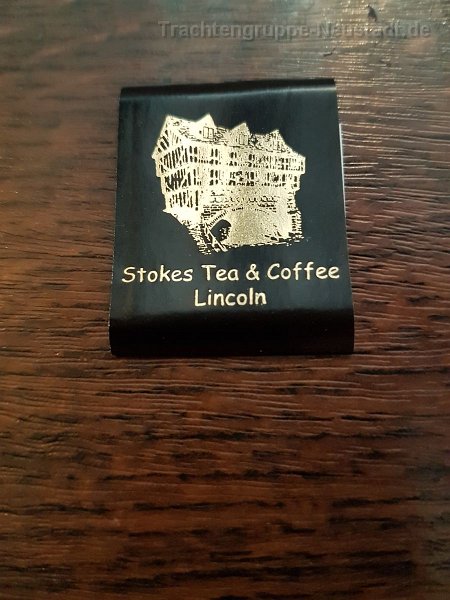 Trachtengruppe-Neustadt.de
Stokes Tea & Coffee
Lincoln